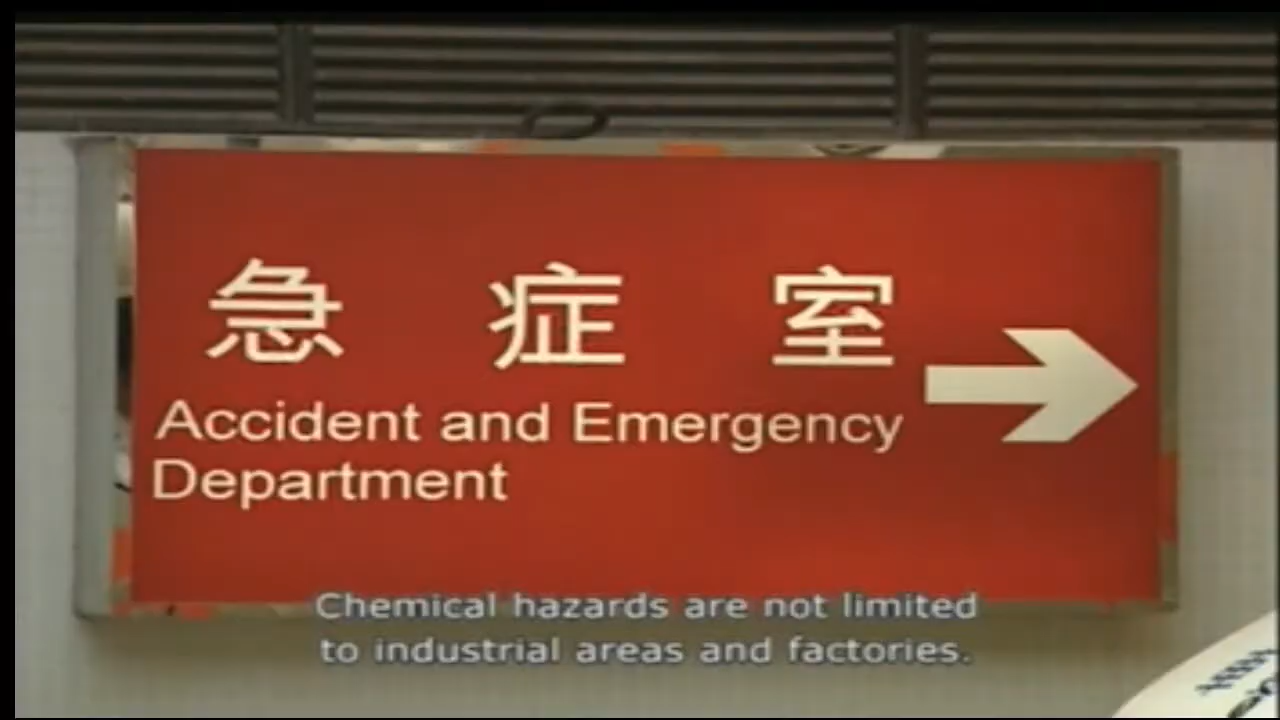 急症室
Accident and Emergency
Department
Chemical hazards are not limited
to industrial areas and factories.